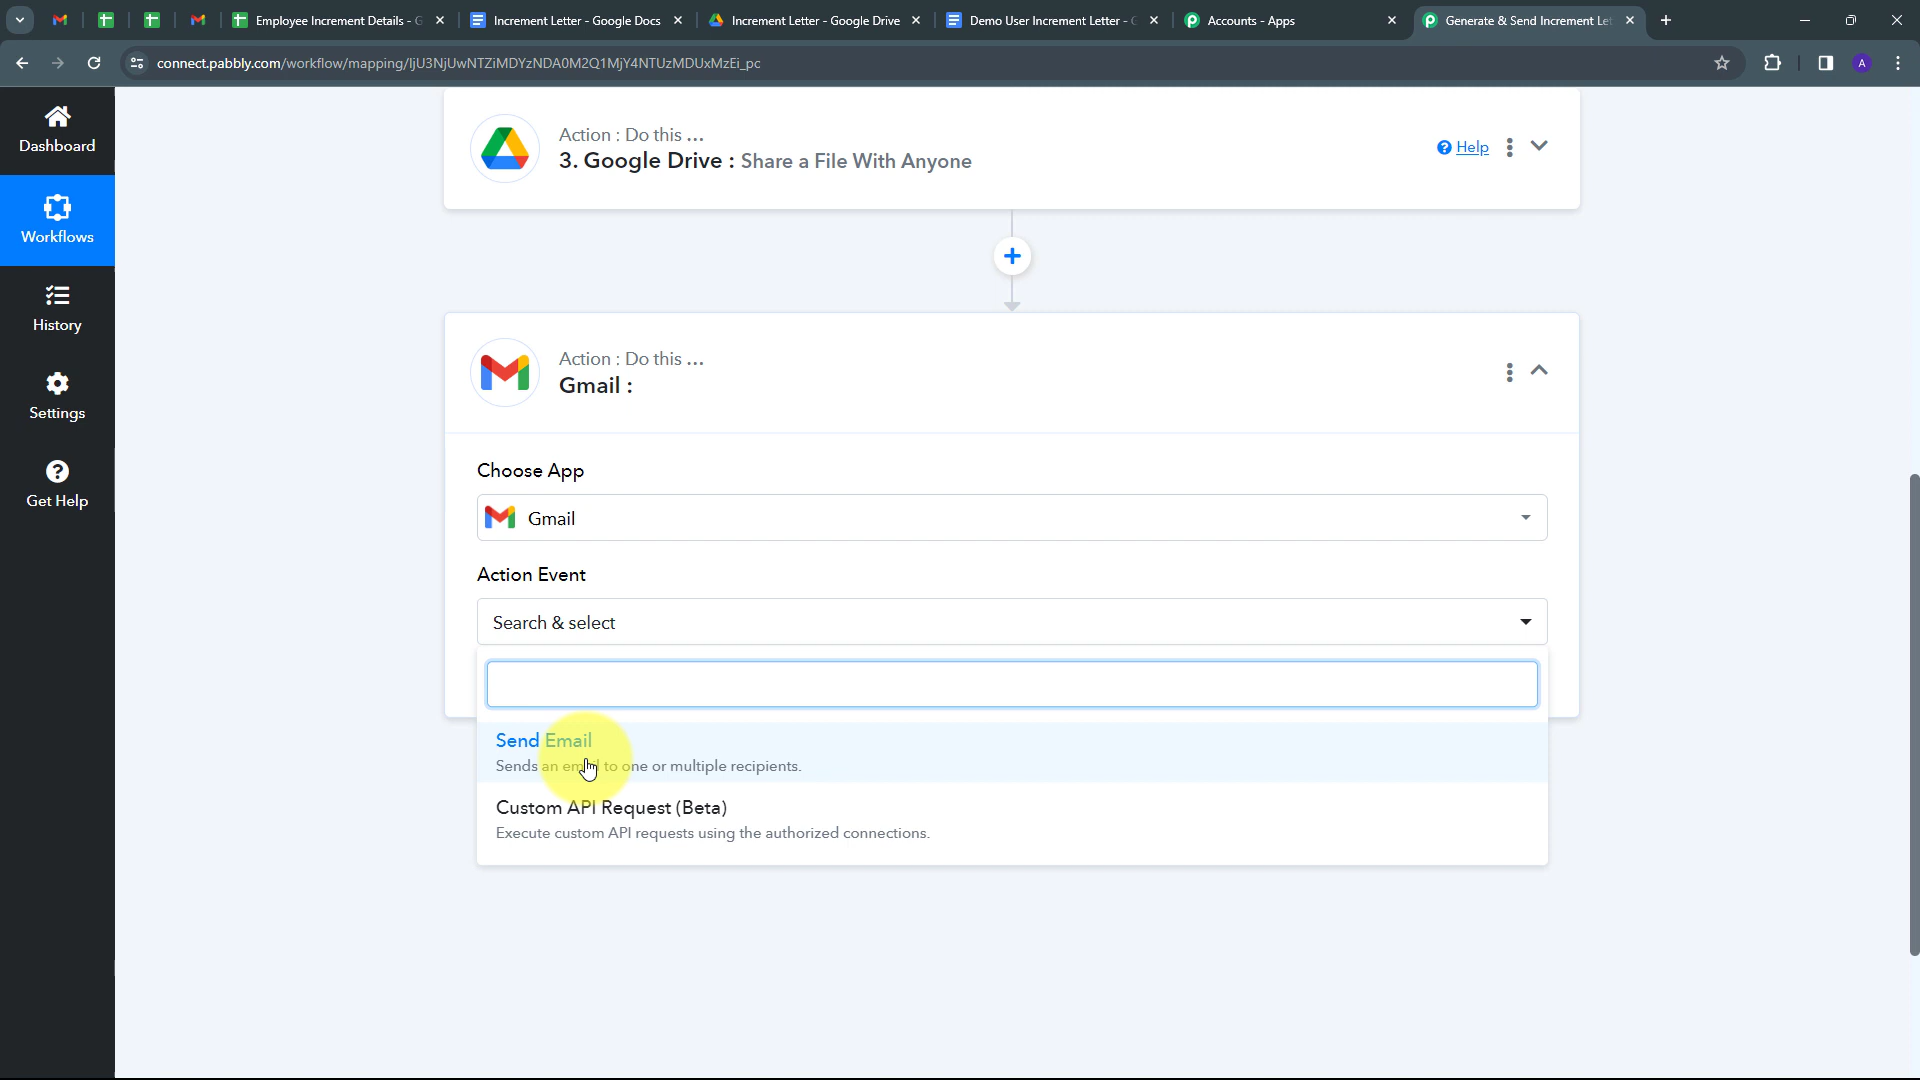 Employee Increment Details - G
Increment Letter - Google Docs
Increment Letter - Google Drive
Demo User Increment Letter -
Accounts - Apps
Generate & Send Increment Let
connect.pabbly.com/workflow/mapping/IjU3NjUwNTZiMDYzNDA0M2Q1MjY4NTUzMDUxMzEi_pc
A
Dashboard
Workflows
History
Settings
Get Help
Action : Do this ...
3. Google Drive : Share a File With Anyone
Help
Action : Do this ...
Gmail :
Choose App
Gmail
Action Event
Search & select
Send Email
Sends an email to one or multiple recipients.
Custom API Request (Beta)
Execute custom API requests using the authorized connections.